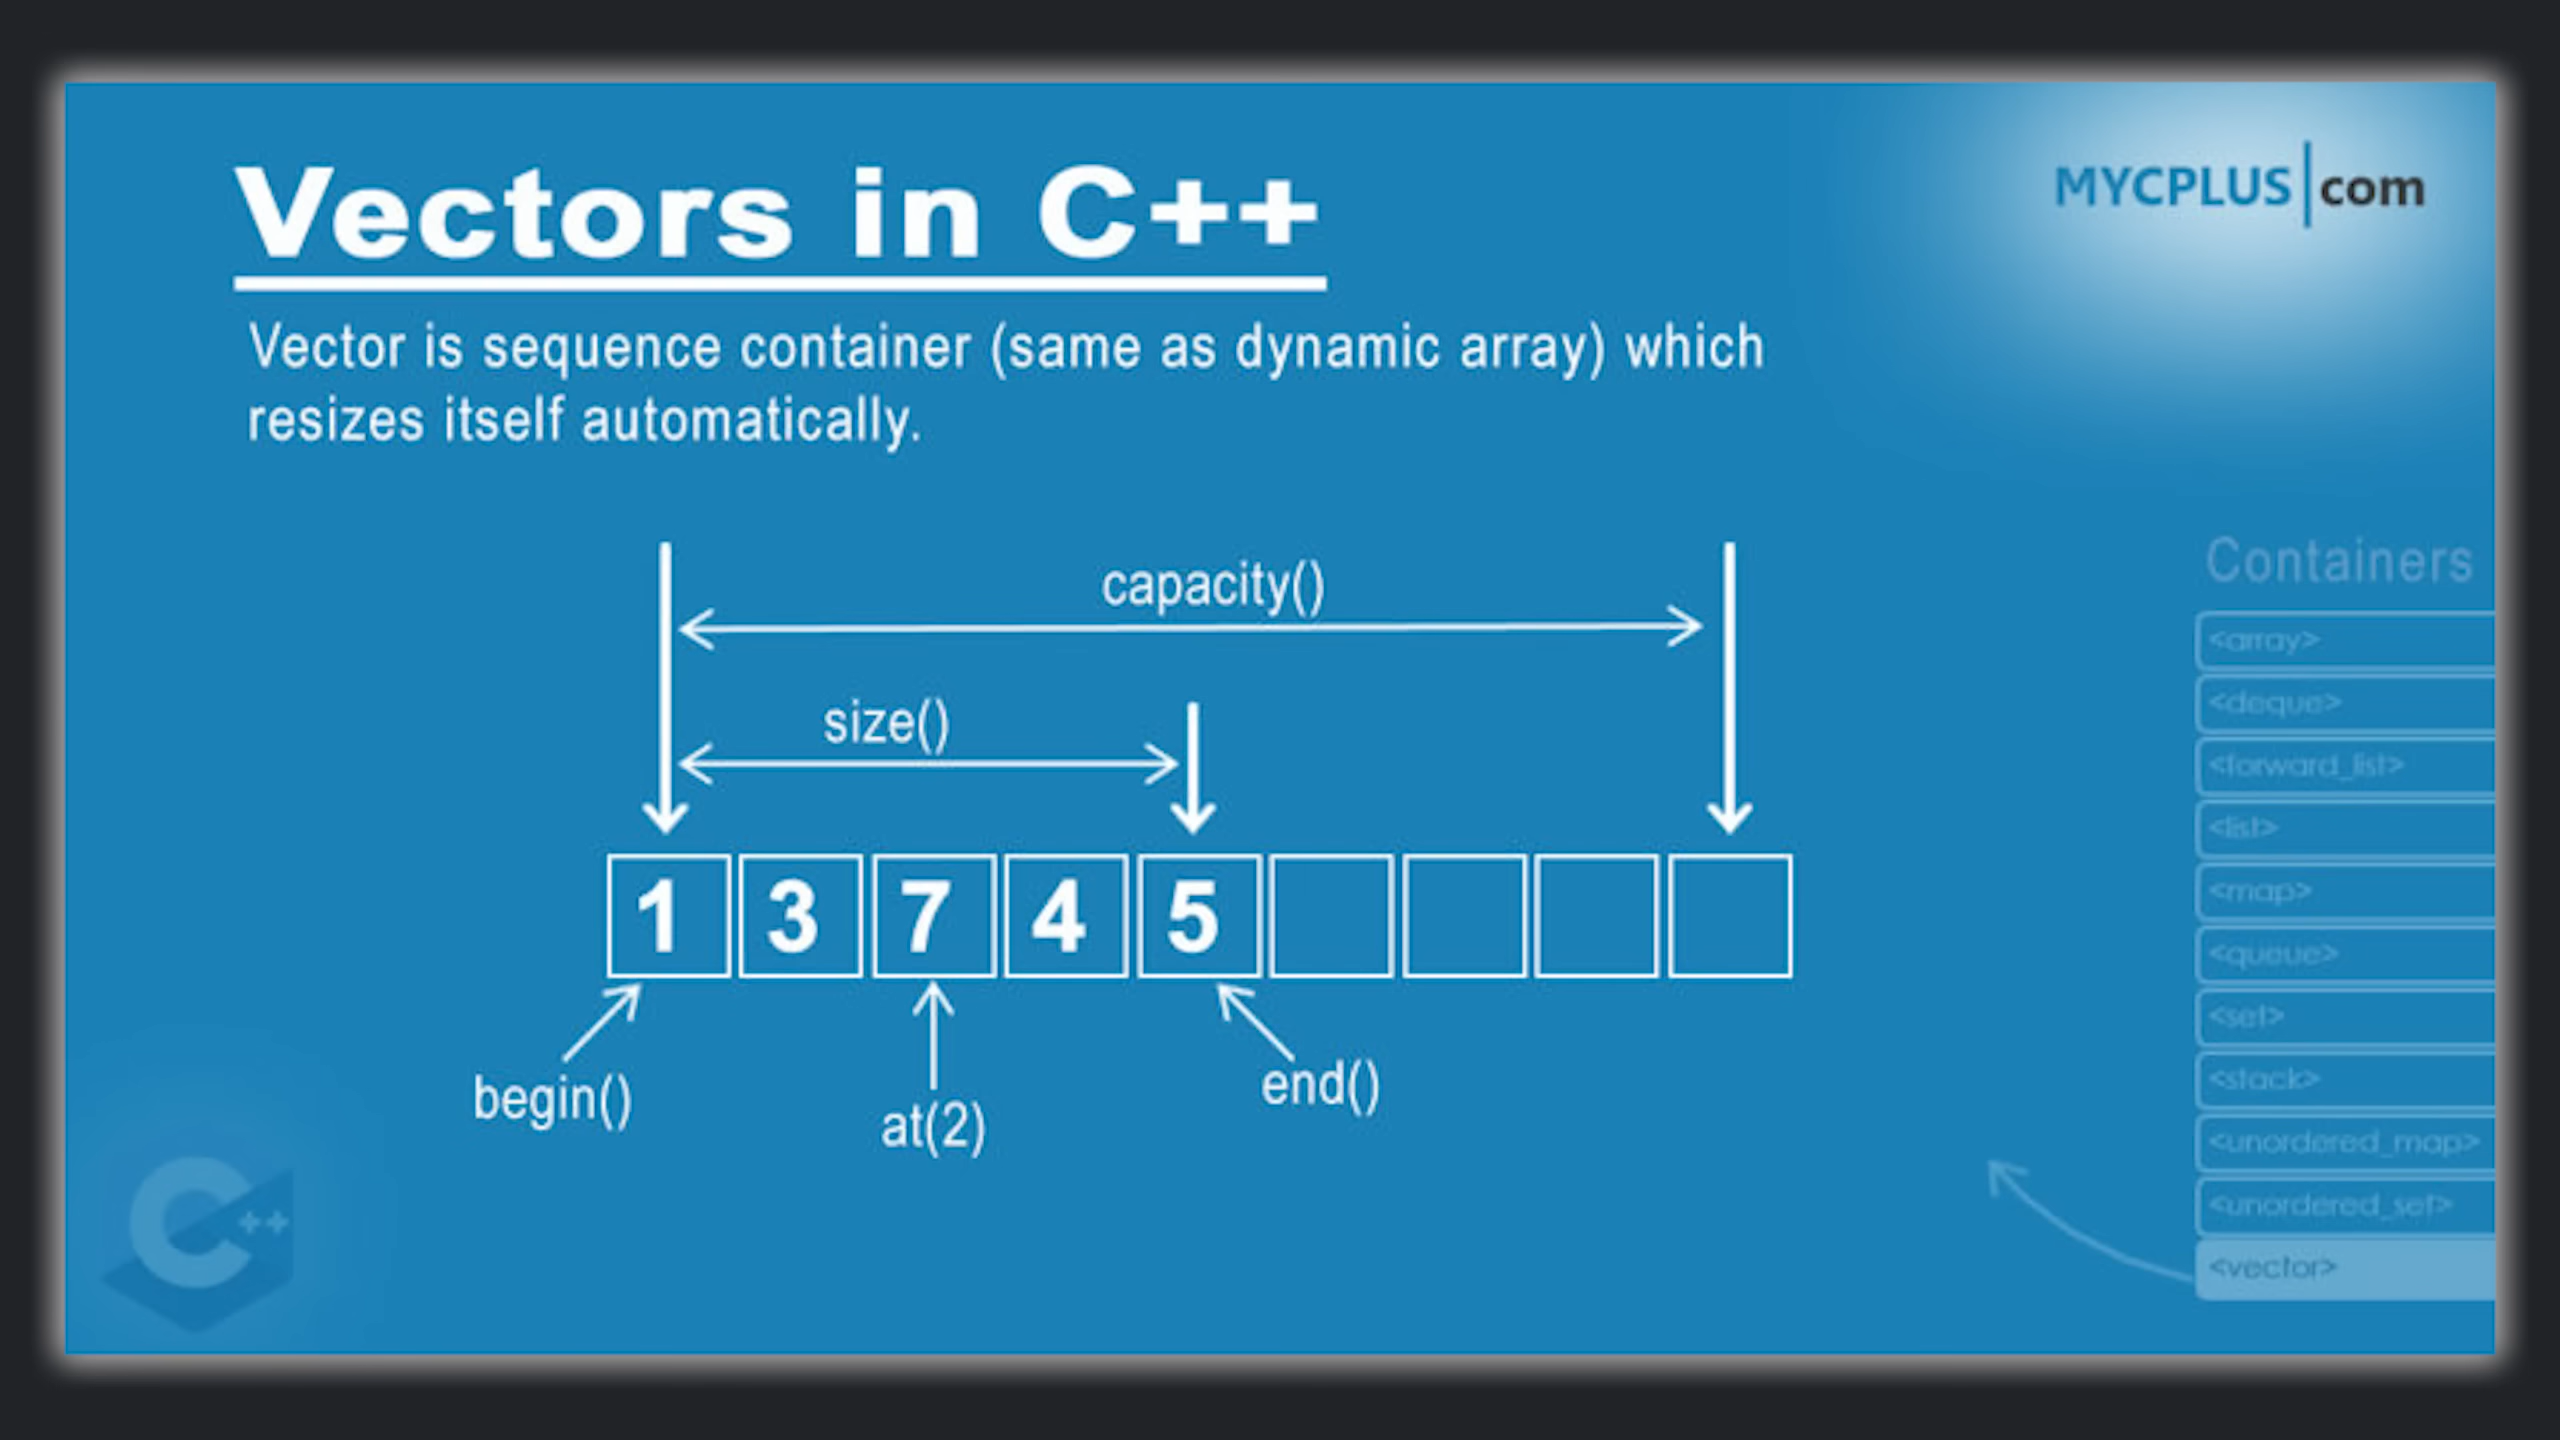 Vectors in C++
MYCPLUS|com
Vector is sequence container (same as dynamic array) which
resizes itself automatically.
capacity()
size()
1 3 7 4 5
begin()
at(2)
end()
Containers
<array>
<deque>
<forward_list>
<list>
<map>
<queue>
<set>
<stack>
<unordered_map>
<unordered_set>
<vector>
C++